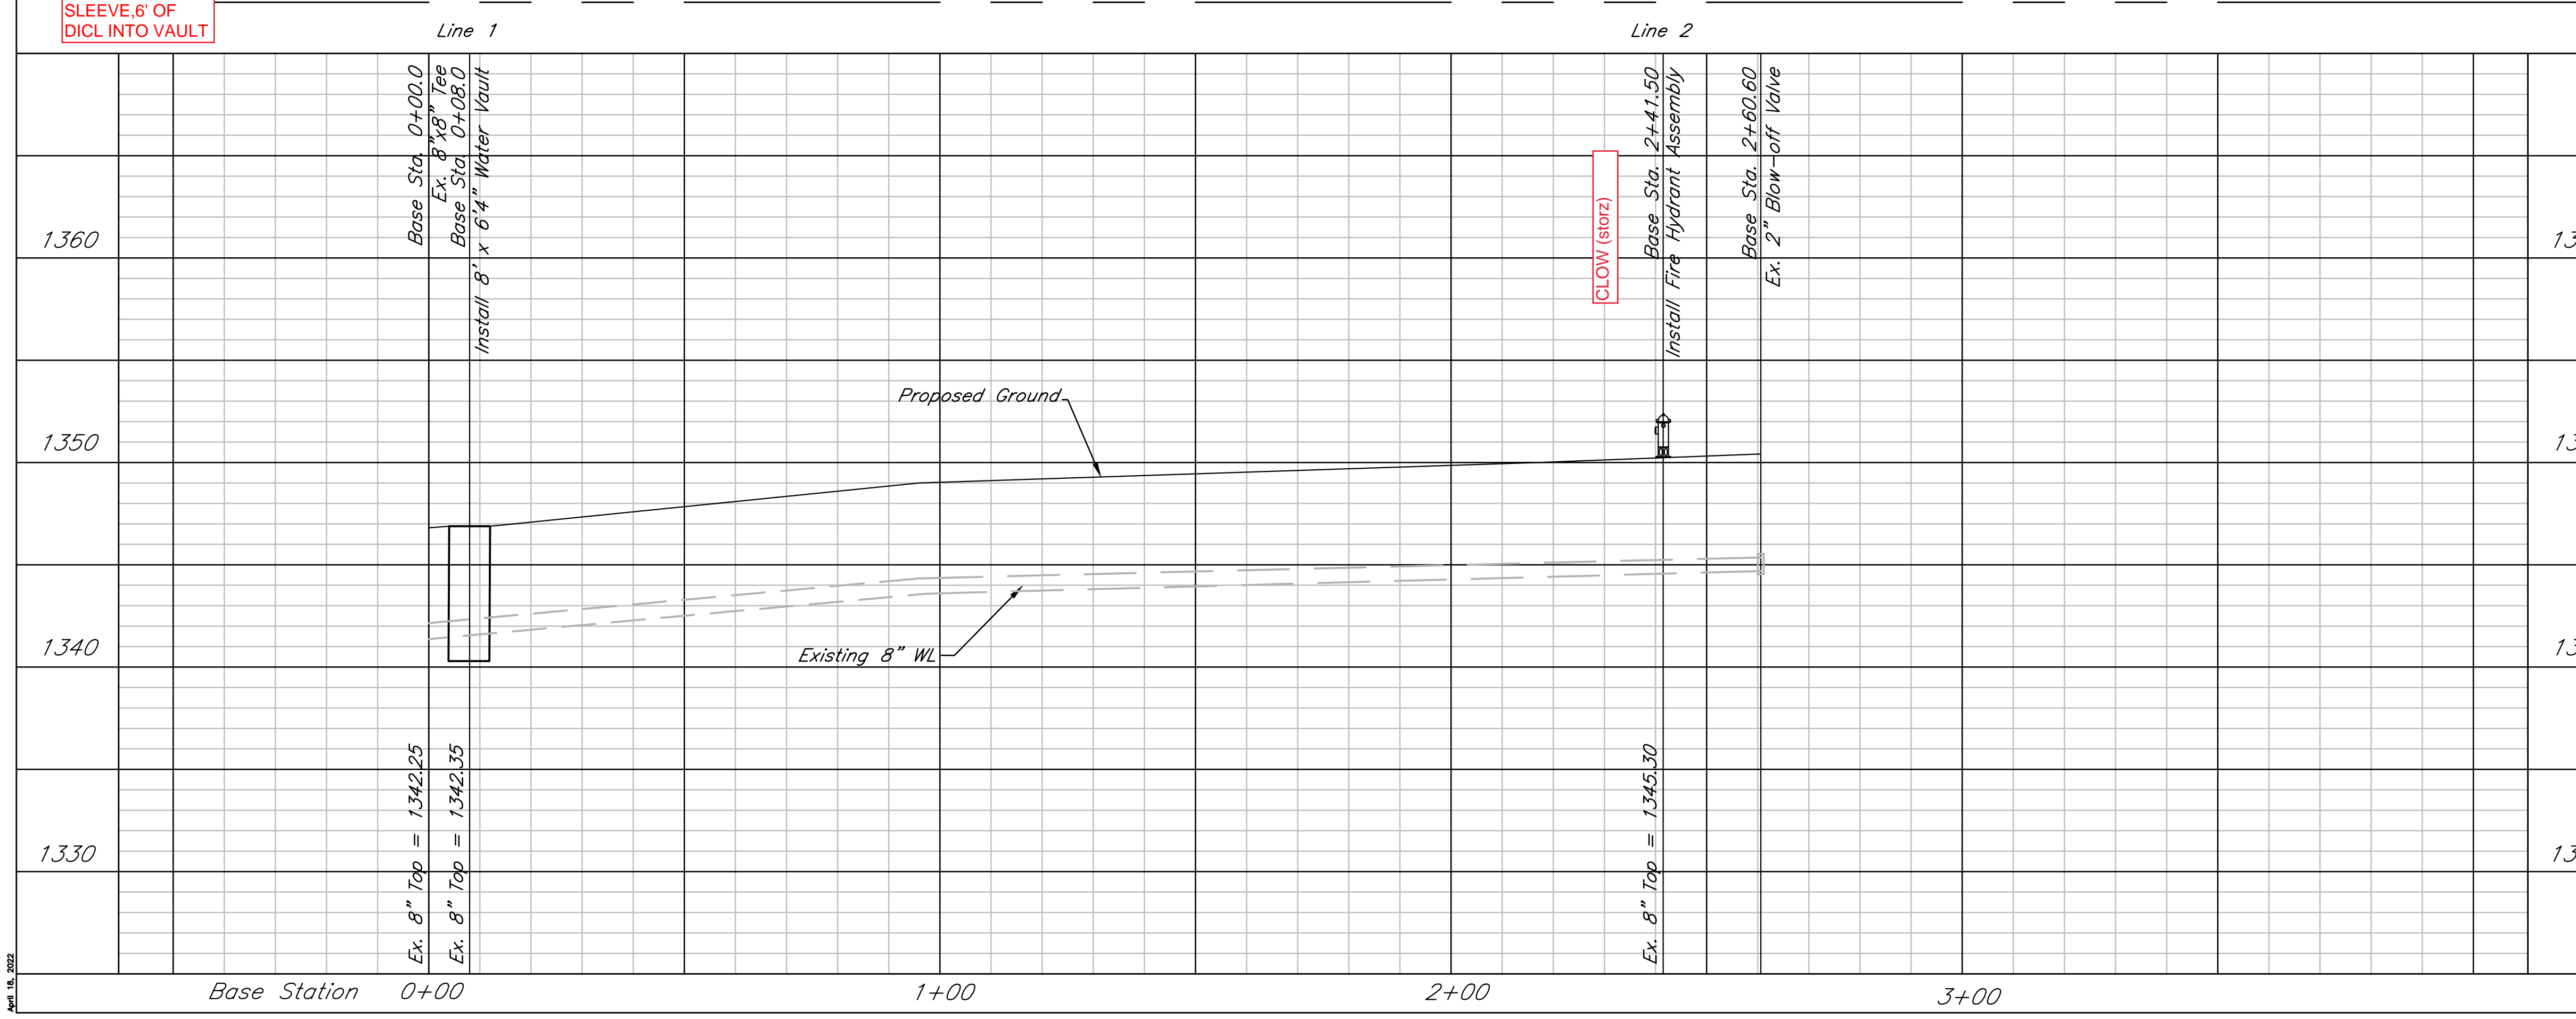 SLEEVE,6' OF
DICL INTO VAULT
Line 1
Line 2
Base Sta. 0+00.0
Ex. 8"x8" Tee
Base Sta. 0+08.0
Install 8' x 6'4" Water Vault
CLOW (storz)
Base Sta. 2+41.50
Install Fire Hydrant Assembly
Base Sta. 2+60.60
Ex. 2" Blow-off Valve
1360
13
1350
13
1340
13
1330
13
Proposed Ground
Existing 8" WL
Ex. 8" Top = 1342.25
Ex. 8" Top = 1342.35
Ex. 8" Top = 1345.30
Base Station
0+00
1+00
2+00
3+00
April 18, 2022